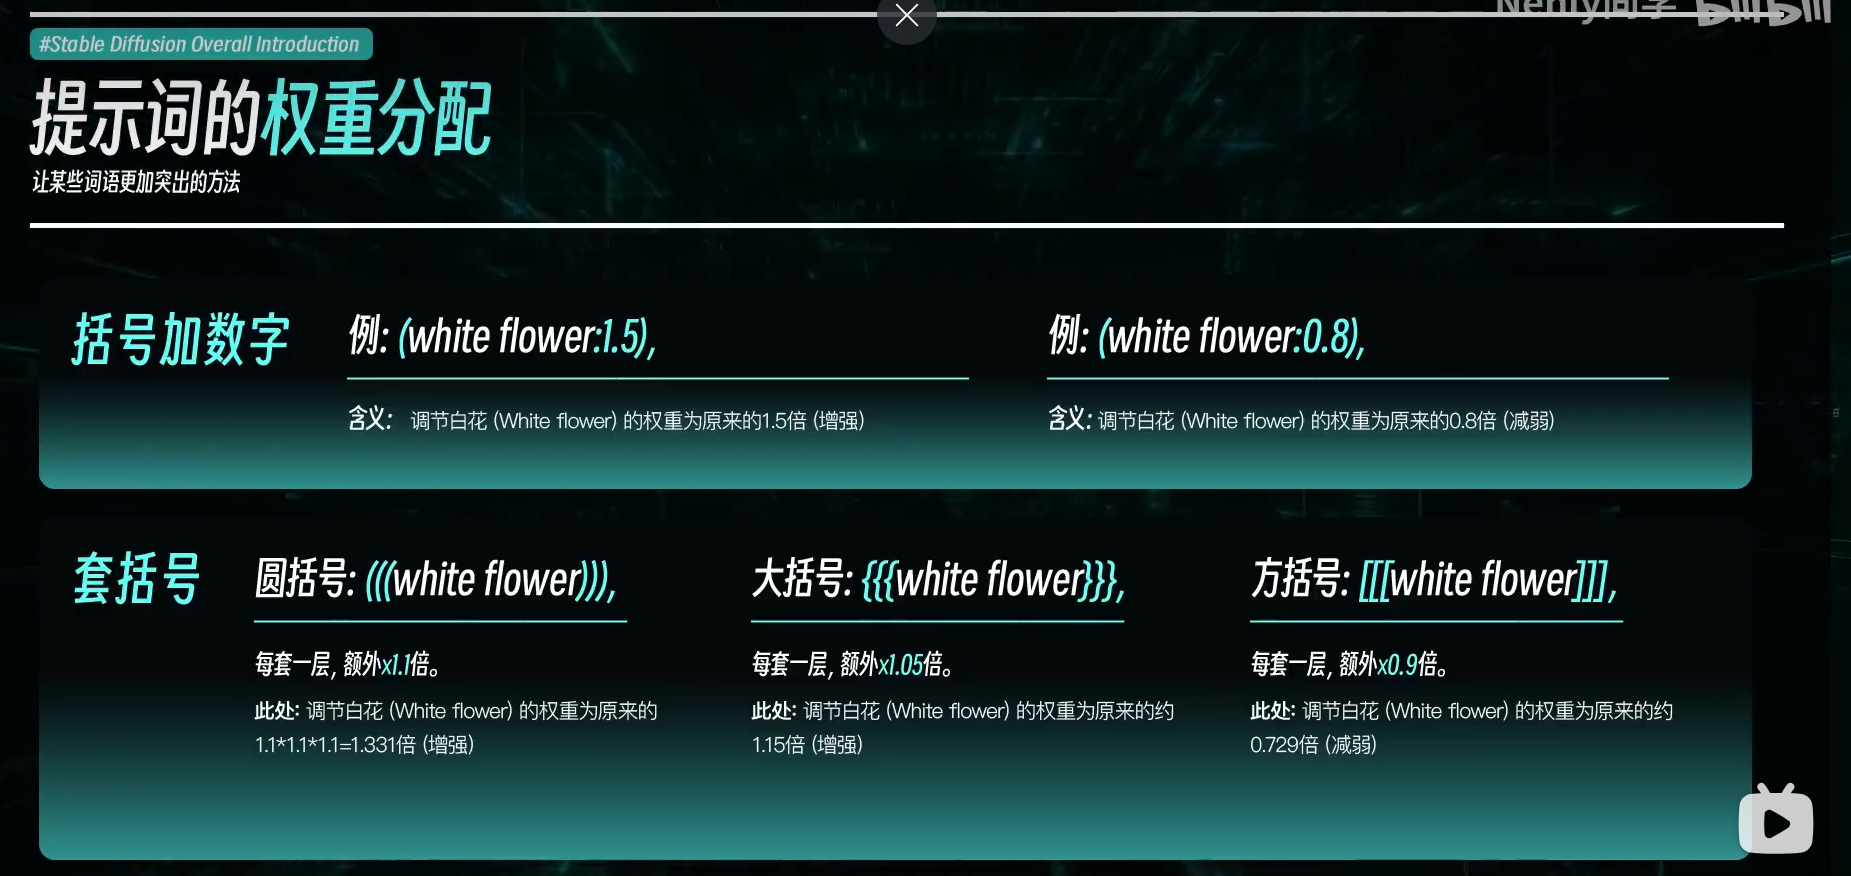 Nenly同学 bilibili
#Stable Diffusion Overall Introduction
提示词的权重分配
让某些词语更加突出的方法
括号加数字
例: (white flower:1.5),
含义: 调节白花 (White flower) 的权重为原来的1.5倍 (增强)
例: (white flower:0.8),
含义: 调节白花 (White flower) 的权重为原来的0.8倍 (减弱)
套括号
圆括号: (((white flower))),
每套一层, 额外x1.1倍。
此处: 调节白花 (White flower) 的权重为原来的
1.1*1.1*1.1=1.331倍 (增强)
大括号: {{{white flower}}},
每套一层, 额外x1.05倍。
此处: 调节白花 (White flower) 的权重为原来的约
1.15倍 (增强)
方括号: [[[white flower]]],
每套一层, 额外x0.9倍。
此处: 调节白花 (White flower) 的权重为原来的约
0.729倍 (减弱)